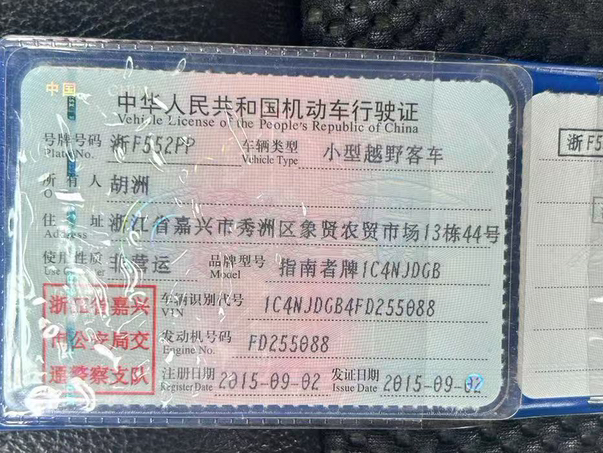 中国
CHINA
中华人民共和国机动车行驶证
Vehicle License of the People's Republic of China
号牌号码 浙F552PP 车辆类型 小型越野客车
Plate No. Vehicle Type
所有人 胡洲
住址 浙江省嘉兴市秀洲区象贤农贸市场13栋44号
Address
使用性质 非营运 品牌型号 指南者牌1C4NJDGB
Model
浙江省嘉兴
市公安局交
通警察支队
车辆识别代号 1C4NJDGB4FD255088
VIN
发动机号码 FD255088
Engine No.
注册日期 2015-09-02 发证日期 2015-09-02
Register Date Issue Date
浙F5